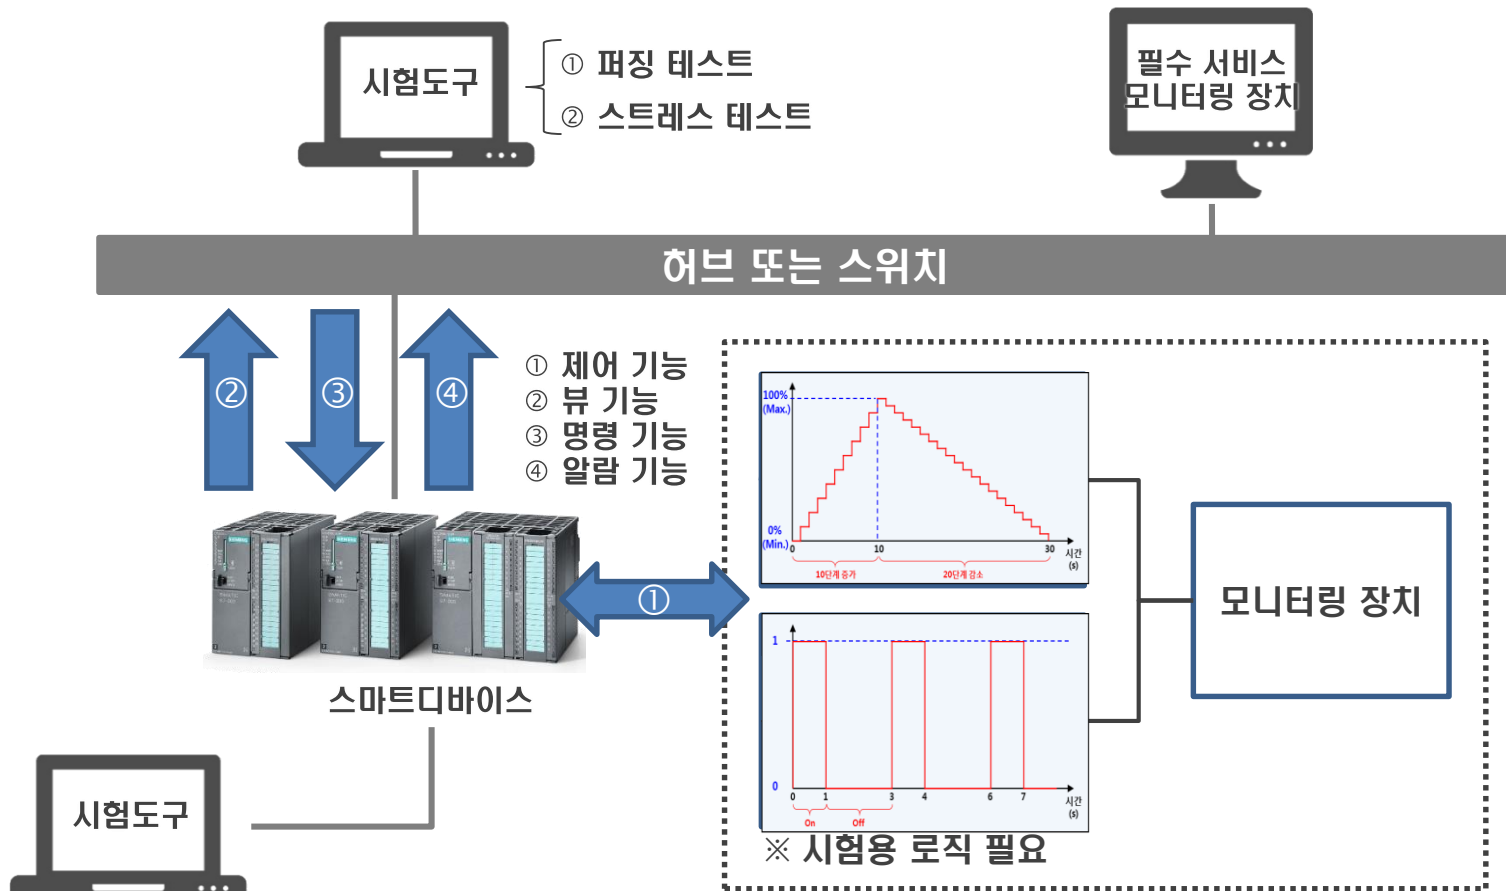 시험도구
① 퍼징 테스트
② 스트레스 테스트
필수 서비스
모니터링 장치
허브 또는 스위치
②
③
④
① 제어 기능
② 뷰 기능
③ 명령 기능
④ 알람 기능
100%
(Max.)
0%
(Min.)
0
10
30
시간
(s)
10단계 증가
20단계 감소
①
모니터링 장치
스마트디바이스
1
0
0
1
3
4
6
7
시간
(s)
On
Off
※ 시험용 로직 필요
시험도구